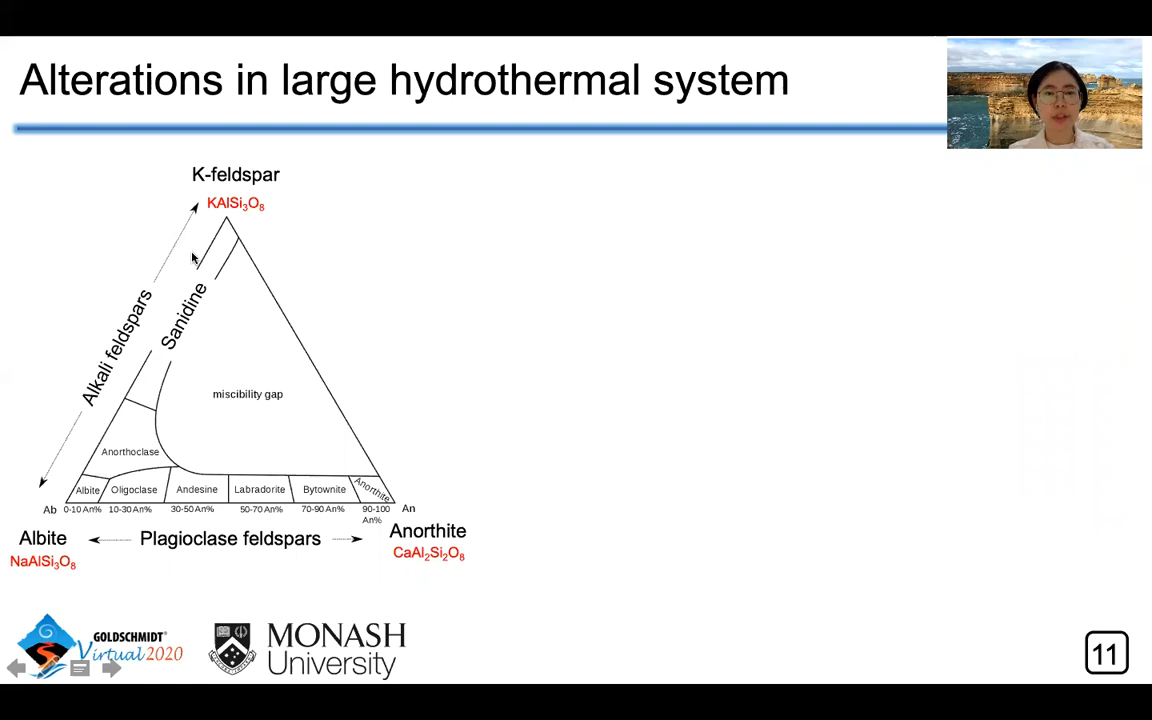 Alterations in large hydrothermal system
K-feldspar
KAlSi₃O₈
Alkali feldspars
Sanidine
miscibility gap
Anorthoclase
Albite
Oligoclase
Andesine
Labradorite
Bytownite
Anorthite
Ab
0-10 An%
10-30 An%
30-50 An%
50-70 An%
70-90 An%
90-100
An%
An
Albite
Plagioclase feldspars
Anorthite
NaAlSi₃O₈
CaAl₂Si₂O₈
GOLDSCHMIDT®
Virtual 2020
MONASH
University
11